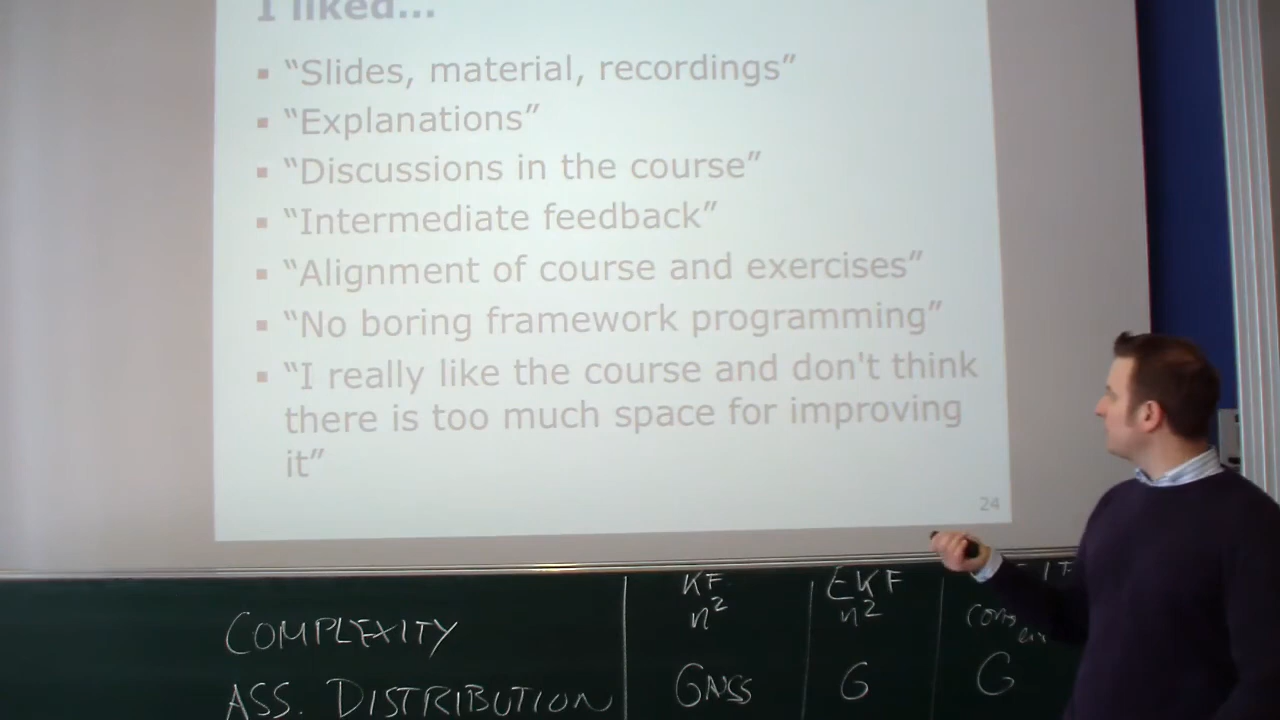 I liked...
▪ “Slides, material, recordings”
▪ “Explanations”
▪ “Discussions in the course”
▪ “Intermediate feedback”
▪ “Alignment of course and exercises”
▪ “No boring framework programming”
▪ “I really like the course and don't think
there is too much space for improving
it”
24
KF EKF
COMPLEXITY n² n²
ASS. DISTRIBUTION GNSS G G